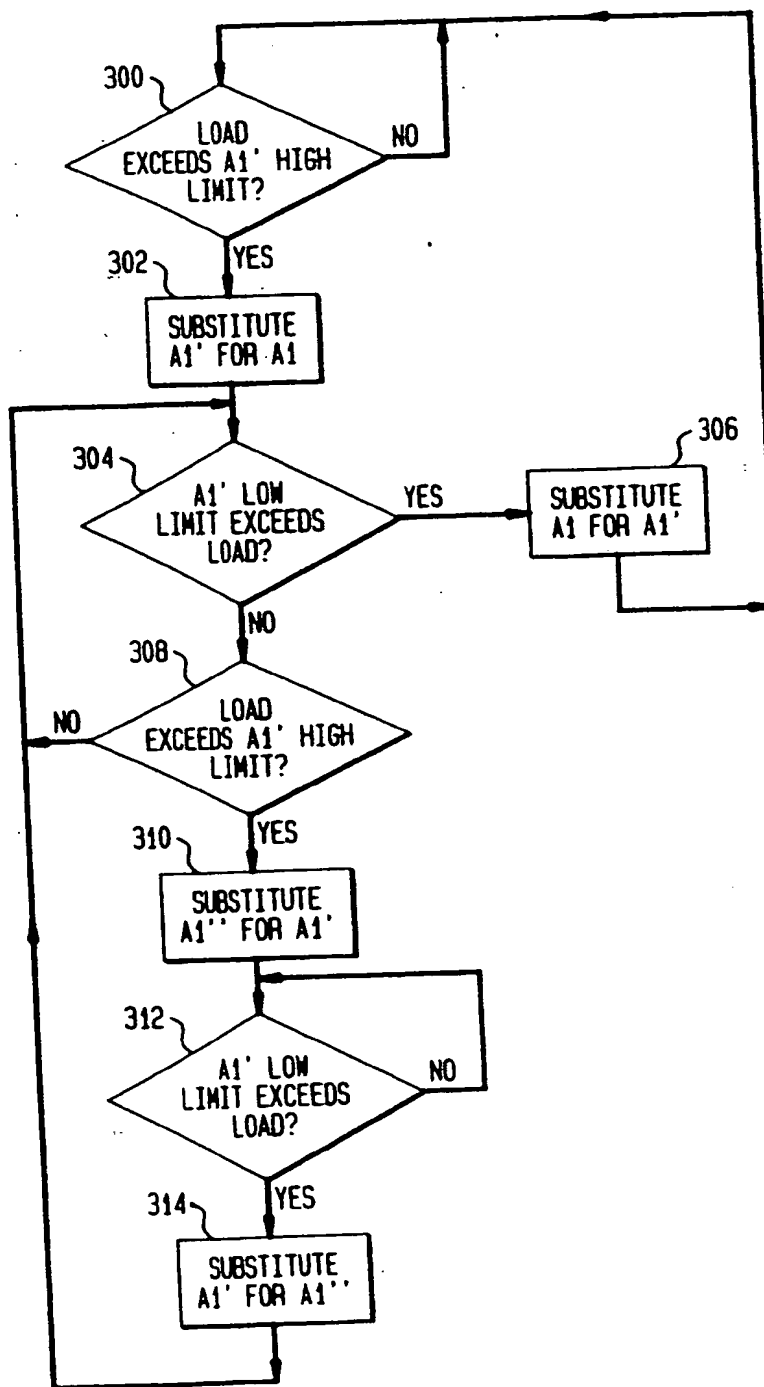 300
LOAD
EXCEEDS A1' HIGH
LIMIT?
NO
YES
302
SUBSTITUTE
A1' FOR A1
304
A1' LOW
LIMIT EXCEEDS
LOAD?
YES
306
SUBSTITUTE
A1 FOR A1'
NO
308
LOAD
EXCEEDS A1' HIGH
LIMIT?
NO
YES
310
SUBSTITUTE
A1'' FOR A1'
312
A1' LOW
LIMIT EXCEEDS
LOAD?
NO
YES
314
SUBSTITUTE
A1' FOR A1''